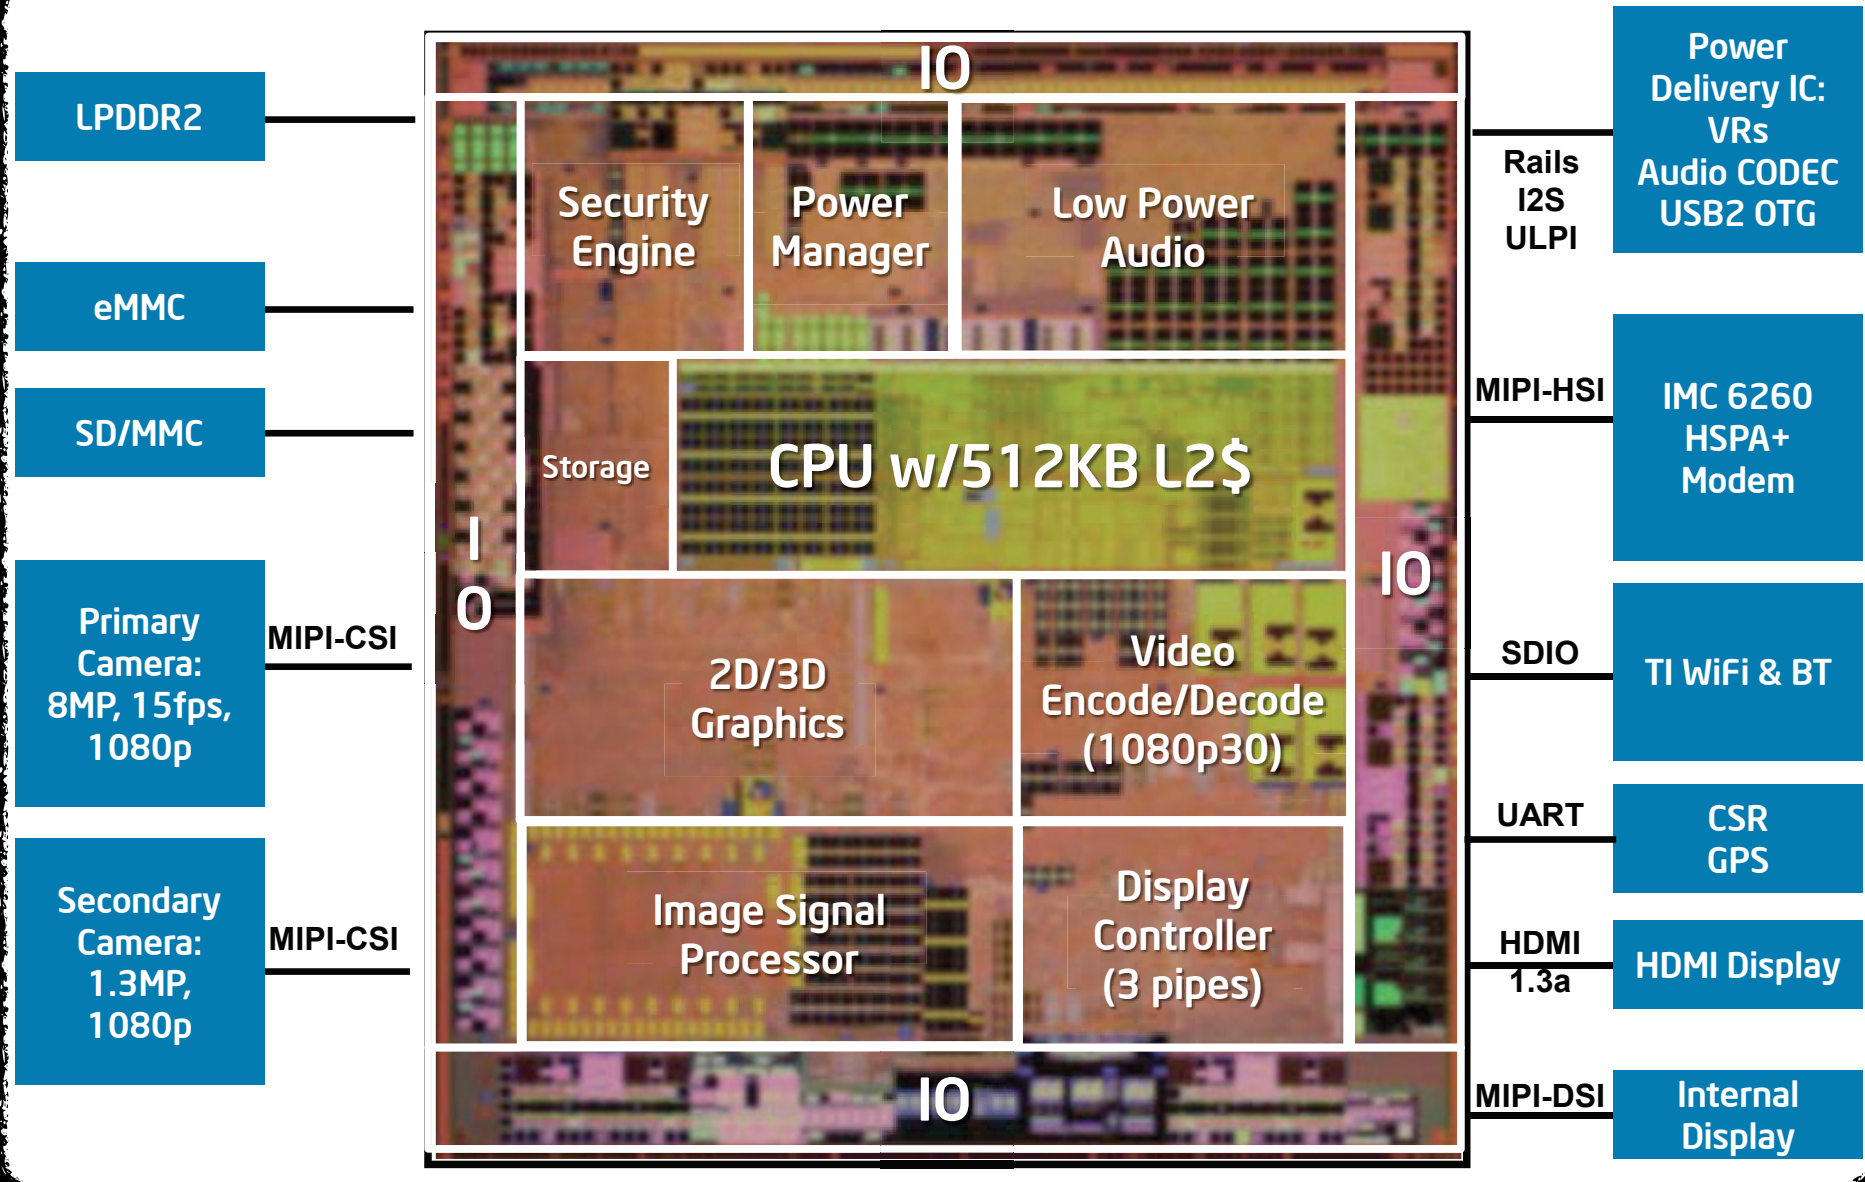 LPDDR2
eMMC
SD/MMC
Primary
Camera:
8MP, 15fps,
1080p
MIPI-CSI
Secondary
Camera:
1.3MP,
1080p
MIPI-CSI
IO
I
O
Security
Engine
Power
Manager
Low Power
Audio
Storage
CPU w/512KB L2$
2D/3D
Graphics
Video
Encode/Decode
(1080p30)
Image Signal
Processor
Display
Controller
(3 pipes)
IO
IO
Rails
I2S
ULPI
Power
Delivery IC:
VRs
Audio CODEC
USB2 OTG
MIPI-HSI
IMC 6260
HSPA+
Modem
SDIO
TI WiFi & BT
UART
CSR
GPS
HDMI
1.3a
HDMI Display
MIPI-DSI
Internal
Display